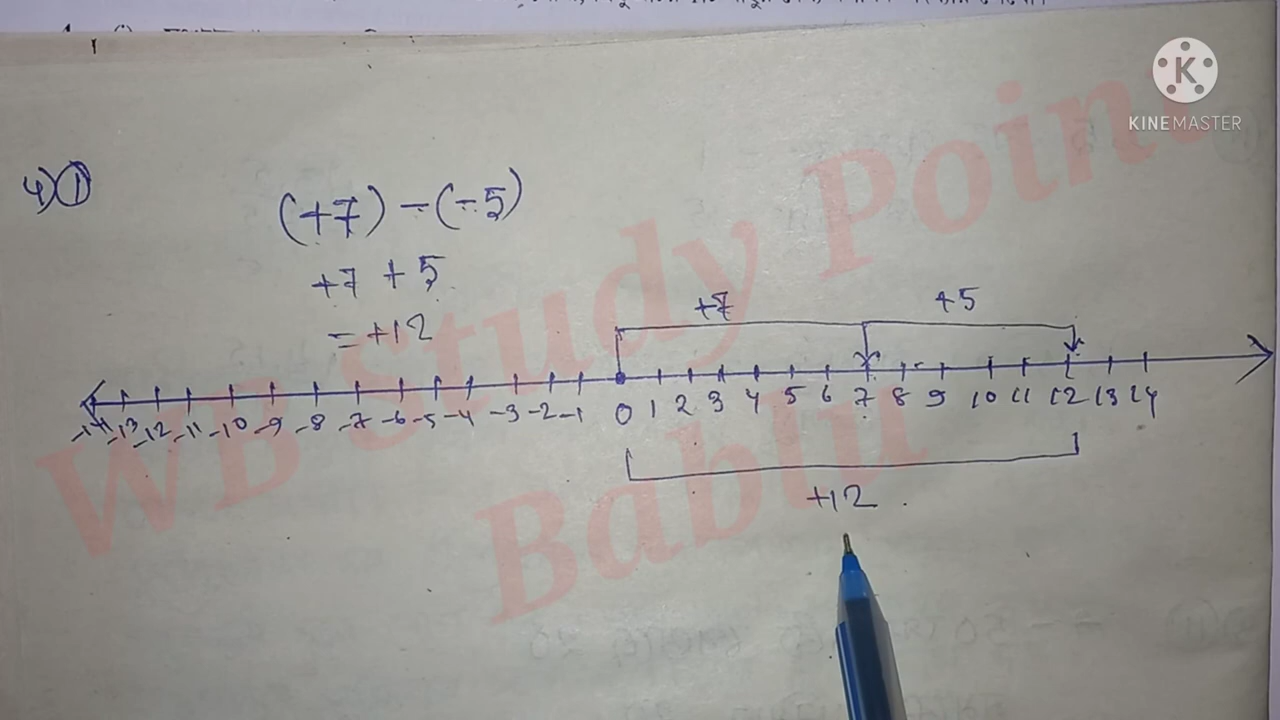 KINEMASTER
4) ①
(+7) - (-5)
+7 + 5
= +12
+7 +5
-14 -13 -12 -11 -10 -9 -8 -7 -6 -5 -4 -3 -2 -1 0 1 2 3 4 5 6 7 8 9 10 11 12 13 14
+12
WB Study Point
Bablu